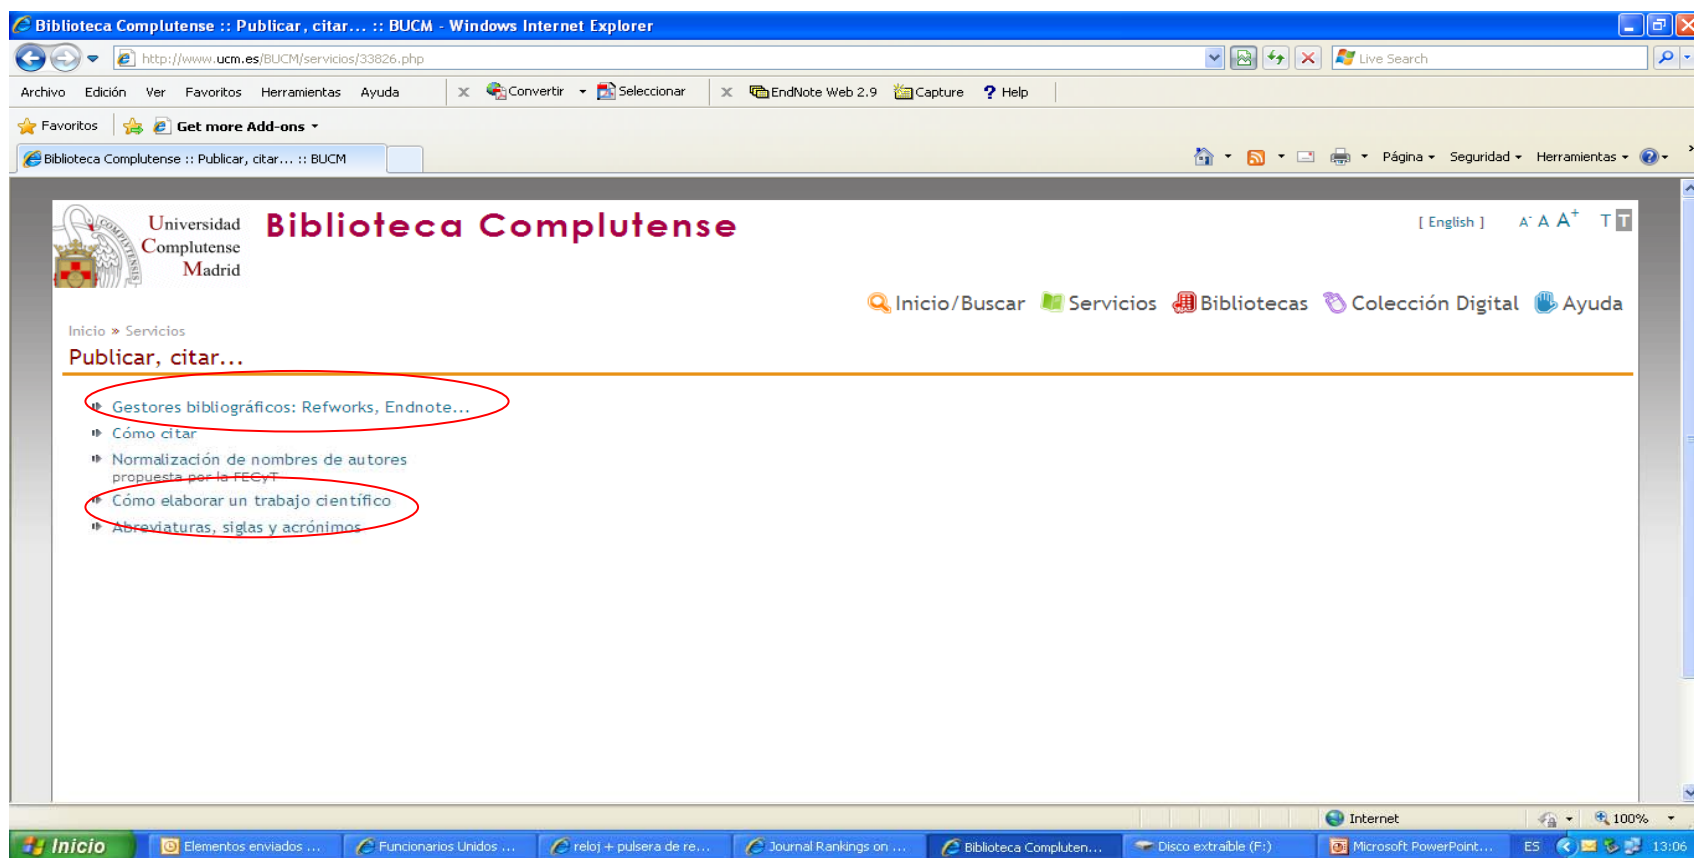 Biblioteca Complutense :: Publicar, citar... :: BUCM - Windows Internet Explorer
http://www.ucm.es/BUCM/servicios/33826.php
Live Search
Archivo Edición Ver Favoritos Herramientas Ayuda x Convertir Seleccionar x EndNote Web 2.9 Capture ? Help
Favoritos Get more Add-ons
Biblioteca Complutense :: Publicar, citar... :: BUCM
Página Seguridad Herramientas
Universidad
Complutense
Madrid
Biblioteca Complutense
[ English ] A- A A+ T T
Inicio/Buscar Servicios Bibliotecas Colección Digital Ayuda
Inicio » Servicios
Publicar, citar...
Gestores bibliográficos: Refworks, Endnote...
Cómo citar
Normalización de nombres de autores
propuesta por la FECyT
Cómo elaborar un trabajo científico
Abreviaturas, siglas y acrónimos
Internet 100%
Inicio Elementos enviados ... Funcionarios Unidos ... reloj + pulsera de re... Journal Rankings on ... Biblioteca Compluten... Disco extraíble (F:) Microsoft PowerPoint... ES 13:06